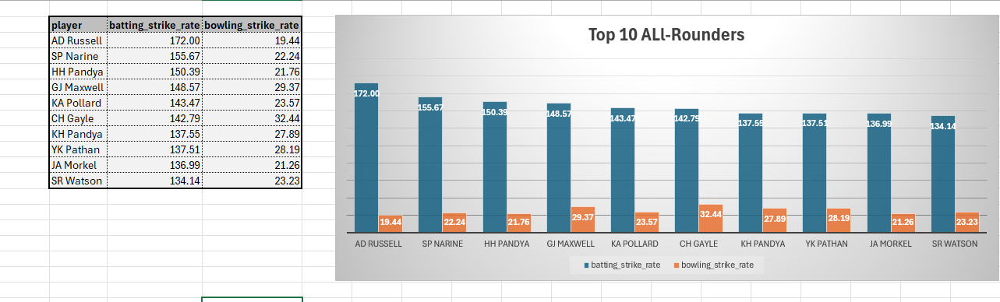 player batting_strike_rate bowling_strike_rate
AD Russell 172.00 19.44
SP Narine 155.67 22.24
HH Pandya 150.39 21.76
GJ Maxwell 148.57 29.37
KA Pollard 143.47 23.57
CH Gayle 142.79 32.44
KH Pandya 137.55 27.89
YK Pathan 137.51 28.19
JA Morkel 136.99 21.26
SR Watson 134.14 23.23
Top 10 ALl-Rounders
172.00 155.67 150.39 148.57 143.47 142.79 137.55 137.51 136.99 134.14
19.44 22.24 21.76 29.37 23.57 32.44 27.89 28.19 21.26 23.23
AD RUSSELL SP NARINE HH PANDYA GJ MAXWELL KA POLLARD CH GAYLE KH PANDYA YK PATHAN JA MORKEL SR WATSON
batting_strike_rate bowling_strike_rate